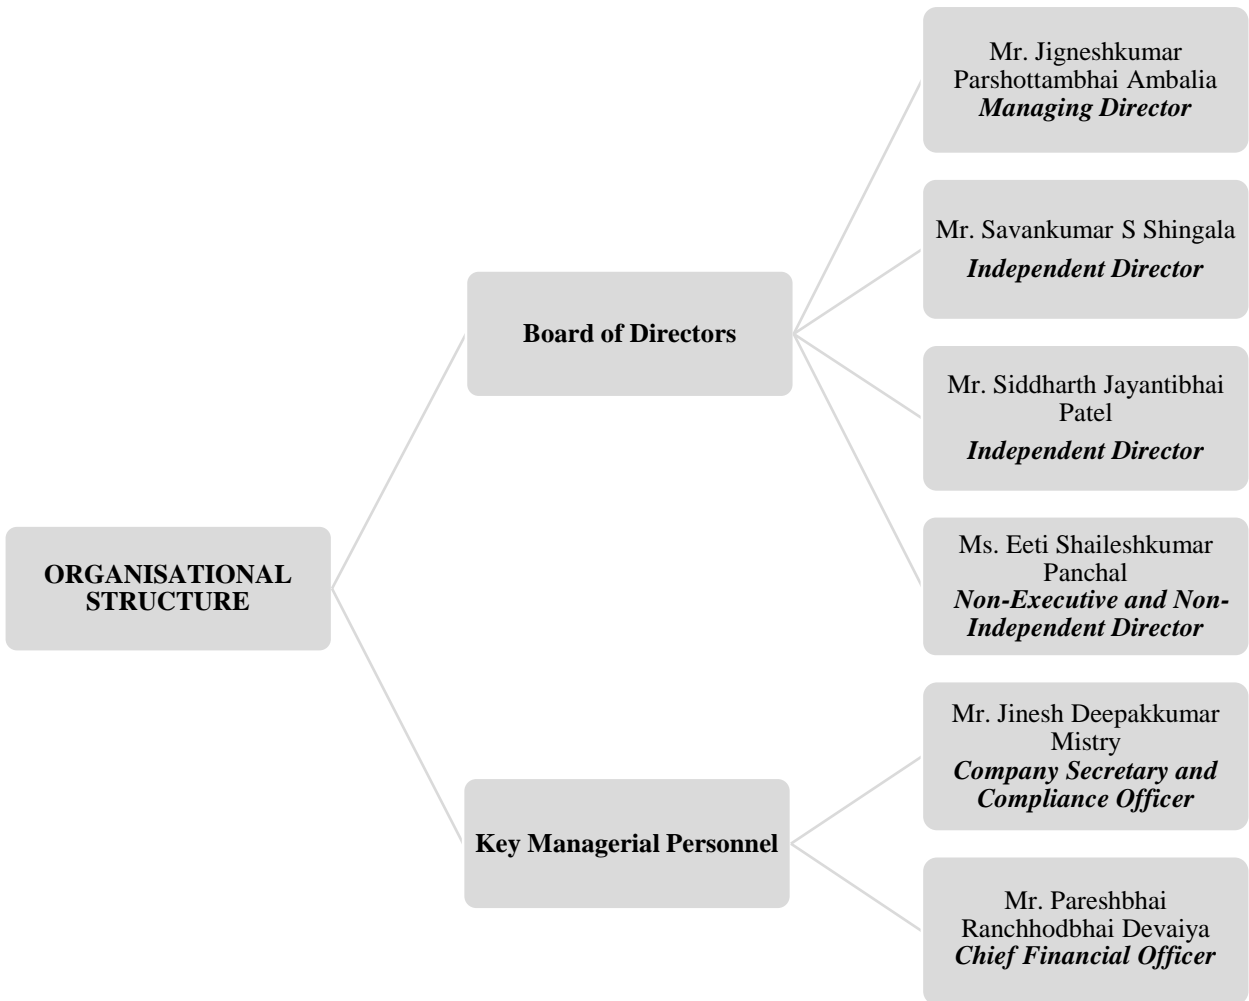 ORGANISATIONAL
STRUCTURE
Board of Directors
Mr. Jigneshkumar
Parshottambhai Ambalia
Managing Director
Mr. Savankumar S Shingala
Independent Director
Mr. Siddharth Jayantibhai
Patel
Independent Director
Ms. Eeti Shaileshkumar
Panchal
Non-Executive and Non-
Independent Director
Key Managerial Personnel
Mr. Jinesh Deepakkumar
Mistry
Company Secretary and
Compliance Officer
Mr. Pareshbhai
Ranchhodbhai Devaiya
Chief Financial Officer